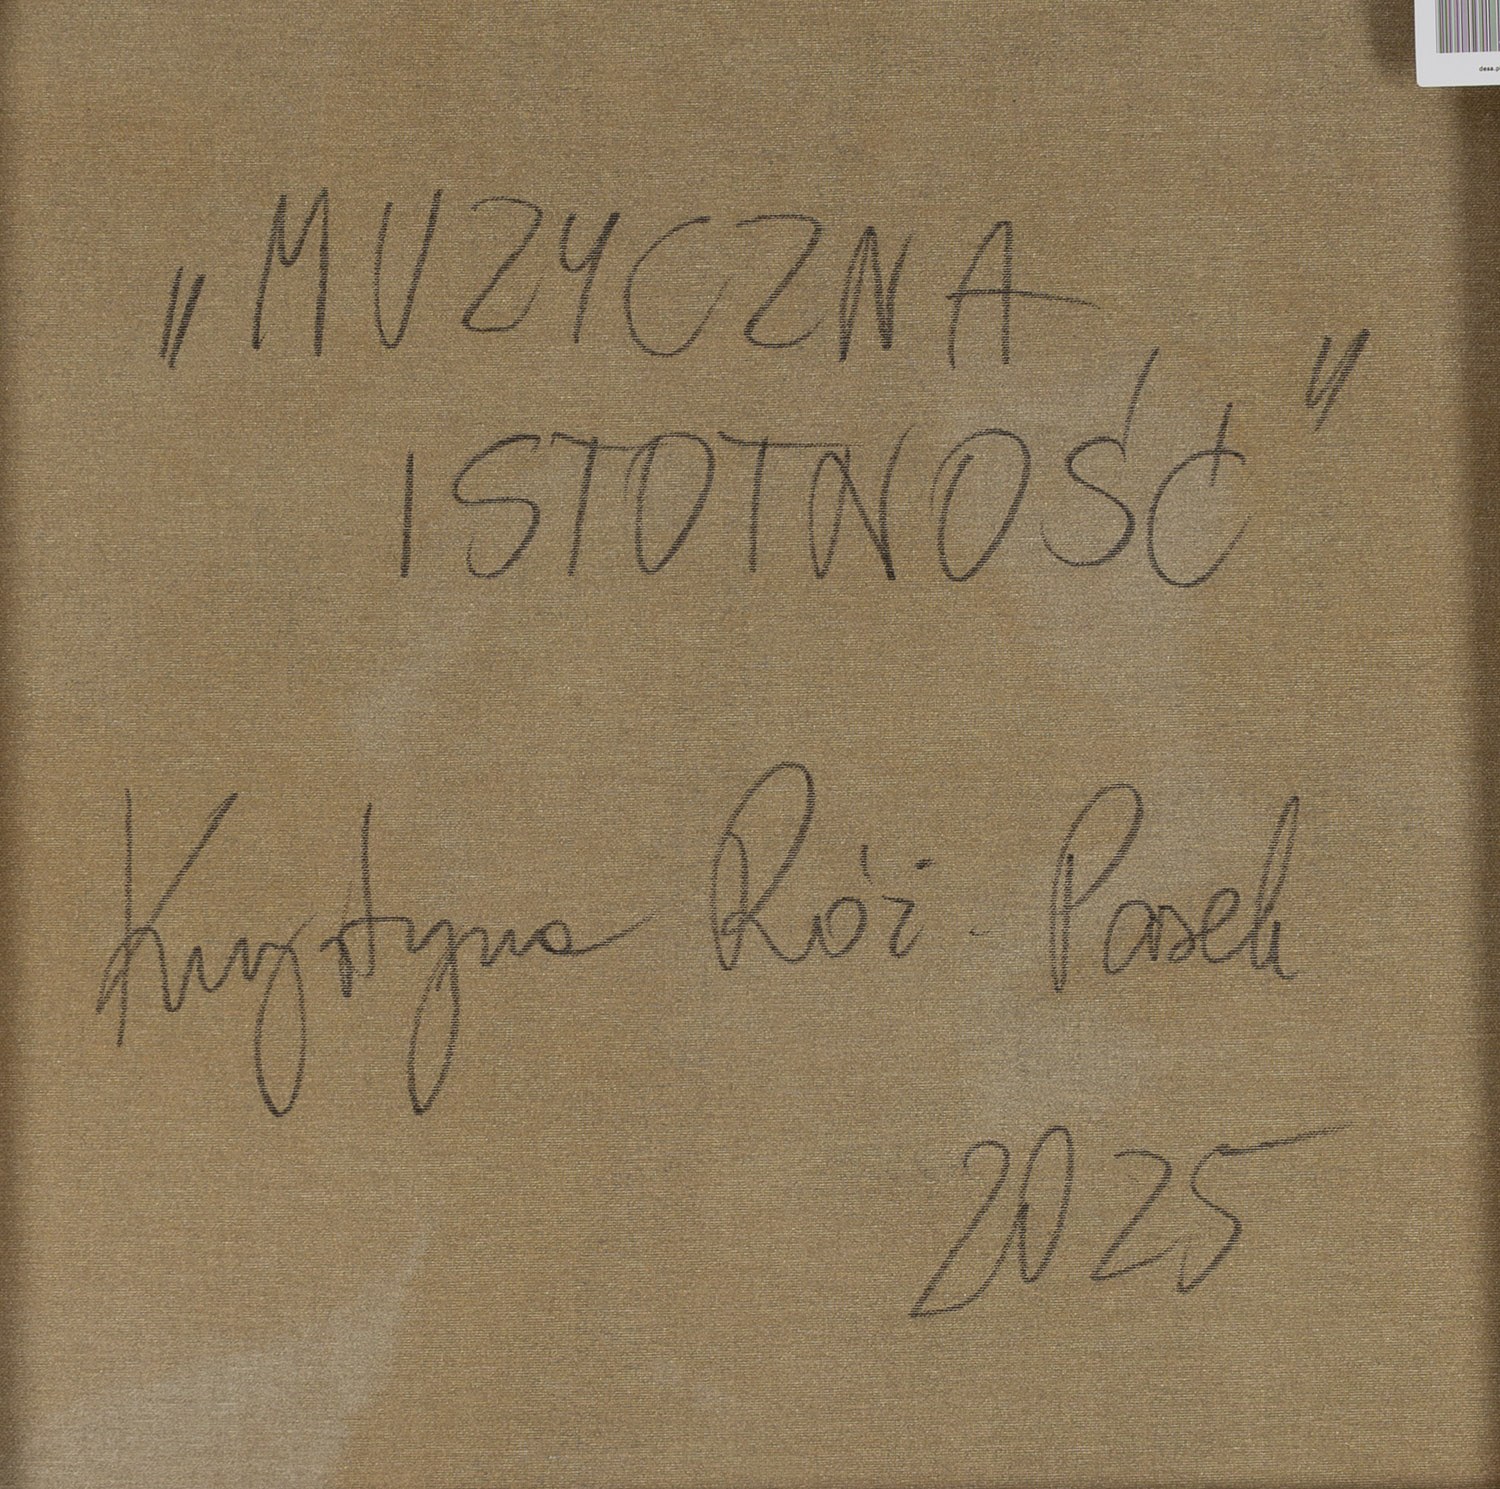 „MUZYCZNA
ISTOTNOŚĆ”
Krystyna Róż-Pasek
2025